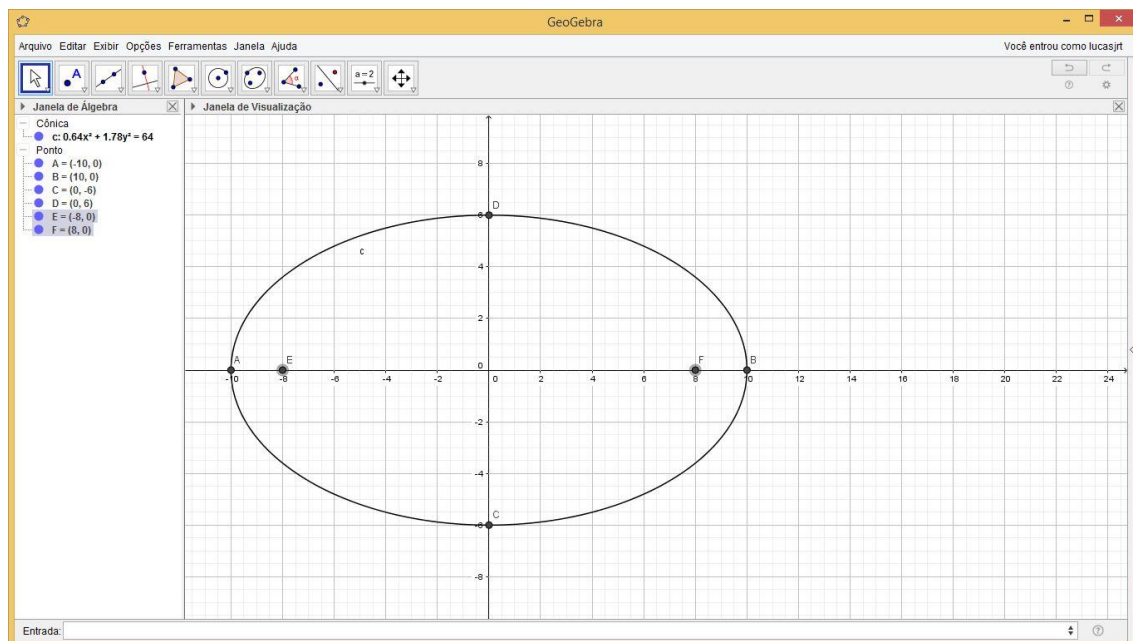 GeoGebra
Arquivo Editar Exibir Opções Ferramentas Janela Ajuda
Você entrou como lucasjrt
A
α
a = 2
Janela de Álgebra
Janela de Visualização
Cônica
c: 0.64x² + 1.78y² = 64
Ponto
A = (-10, 0)
B = (10, 0)
C = (0, -6)
D = (0, 6)
E = (-8, 0)
F = (8, 0)
8
D
6
c
4
2
0
A E F B
-10 -8 -6 -4 -2 0 2 4 6 8 10 12 14 16 18 20 22 24
-2
-4
C
-6
-8
Entrada: